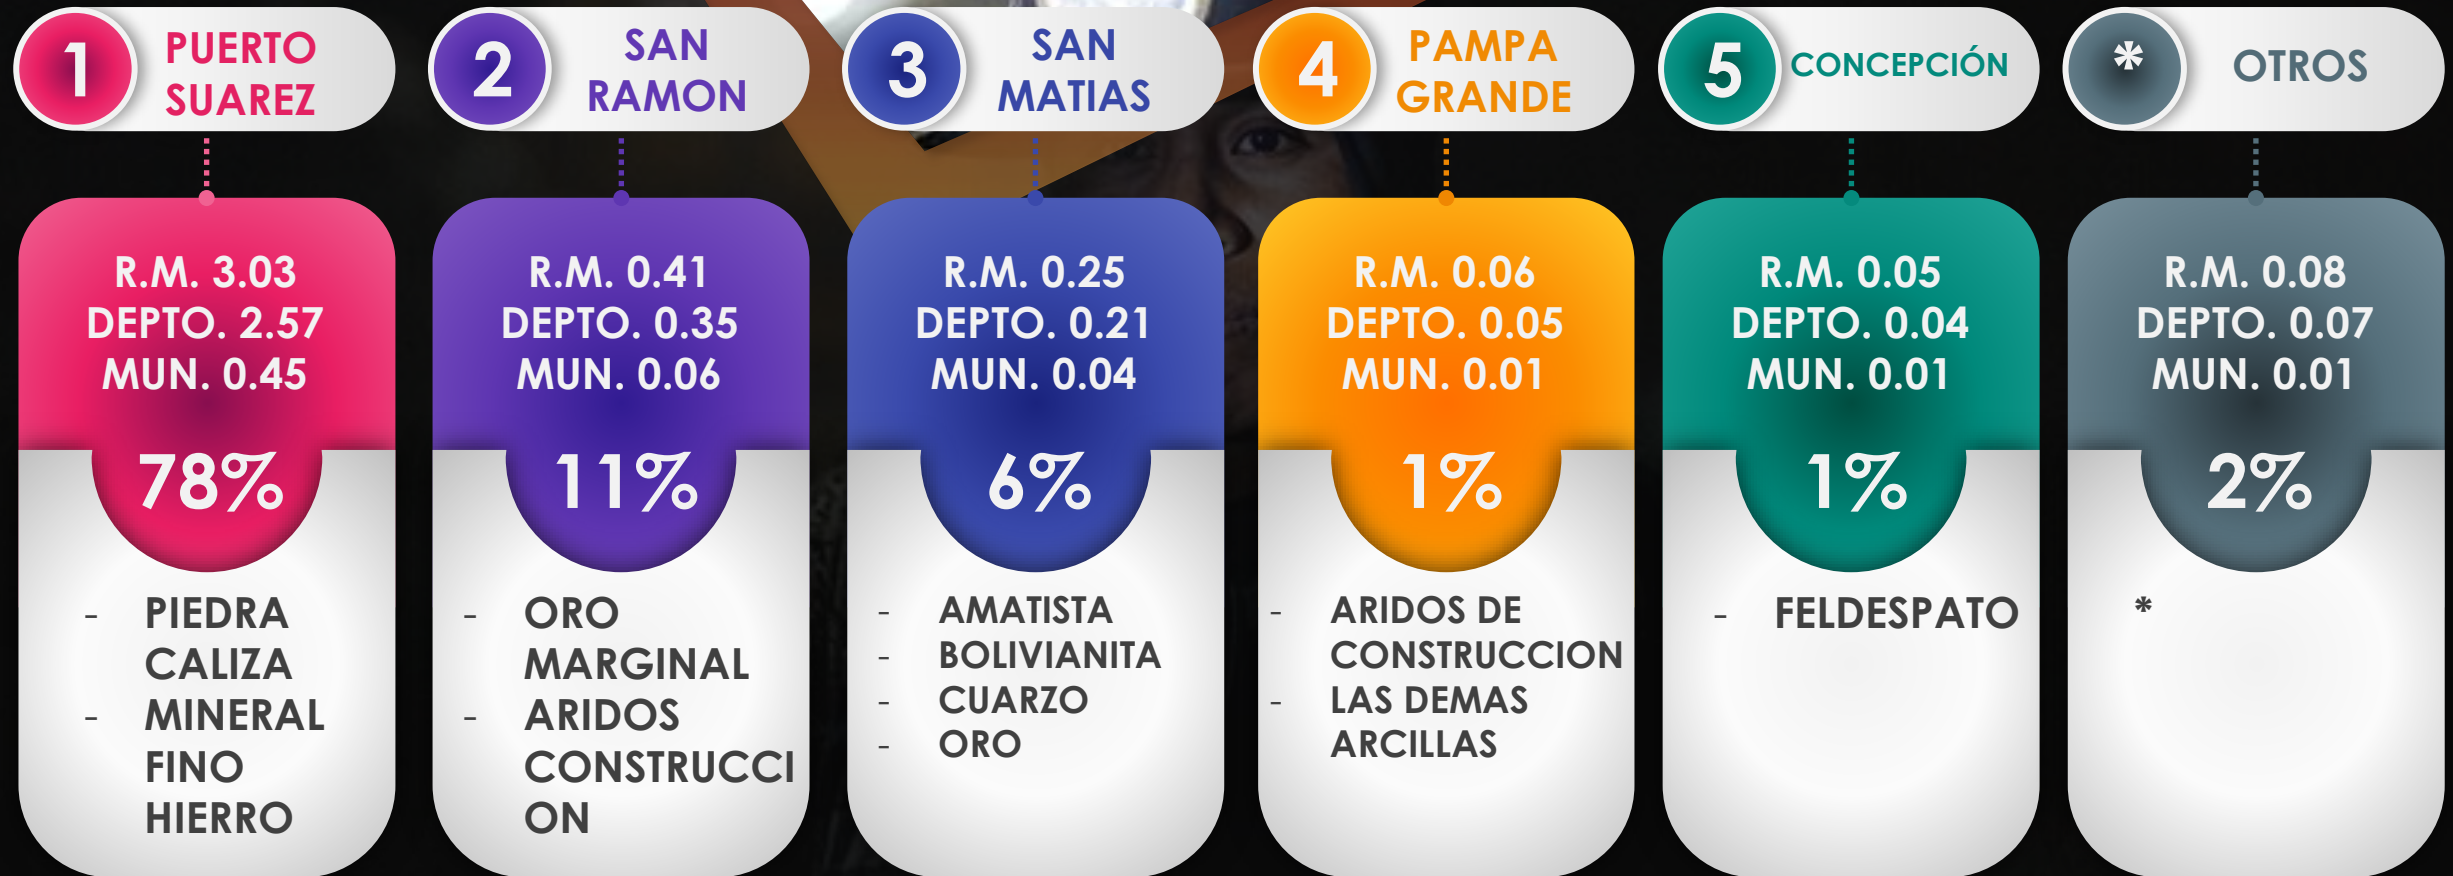 1
PUERTO
SUAREZ
R.M. 3.03
DEPTO. 2.57
MUN. 0.45
78%
- PIEDRA
CALIZA
- MINERAL
FINO
HIERRO
2
SAN
RAMON
R.M. 0.41
DEPTO. 0.35
MUN. 0.06
11%
- ORO
MARGINAL
- ARIDOS
CONSTRUCCI
ON
3
SAN
MATIAS
R.M. 0.25
DEPTO. 0.21
MUN. 0.04
6%
- AMATISTA
- BOLIVIANITA
- CUARZO
- ORO
4
PAMPA
GRANDE
R.M. 0.06
DEPTO. 0.05
MUN. 0.01
1%
- ARIDOS DE
CONSTRUCCION
- LAS DEMAS
ARCILLAS
5
CONCEPCIÓN
R.M. 0.05
DEPTO. 0.04
MUN. 0.01
1%
- FELDESPATO
*
OTROS
R.M. 0.08
DEPTO. 0.07
MUN. 0.01
2%
*